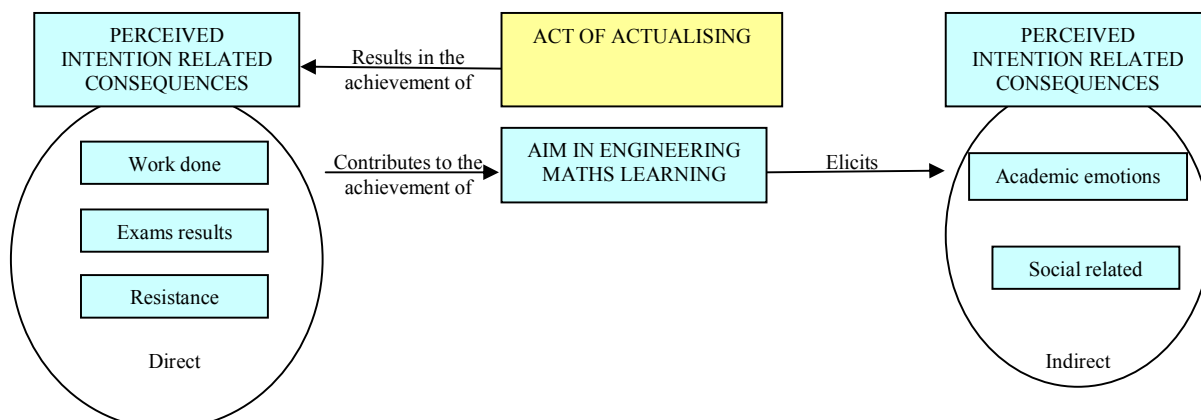 PERCEIVED
INTENTION RELATED
CONSEQUENCES
Results in the
achievement of
ACT OF ACTUALISING
PERCEIVED
INTENTION RELATED
CONSEQUENCES
Work done
Exams results
Resistance
Direct
Contributes to the
achievement of
AIM IN ENGINEERING
MATHS LEARNING
Elicits
Academic emotions
Social related
Indirect